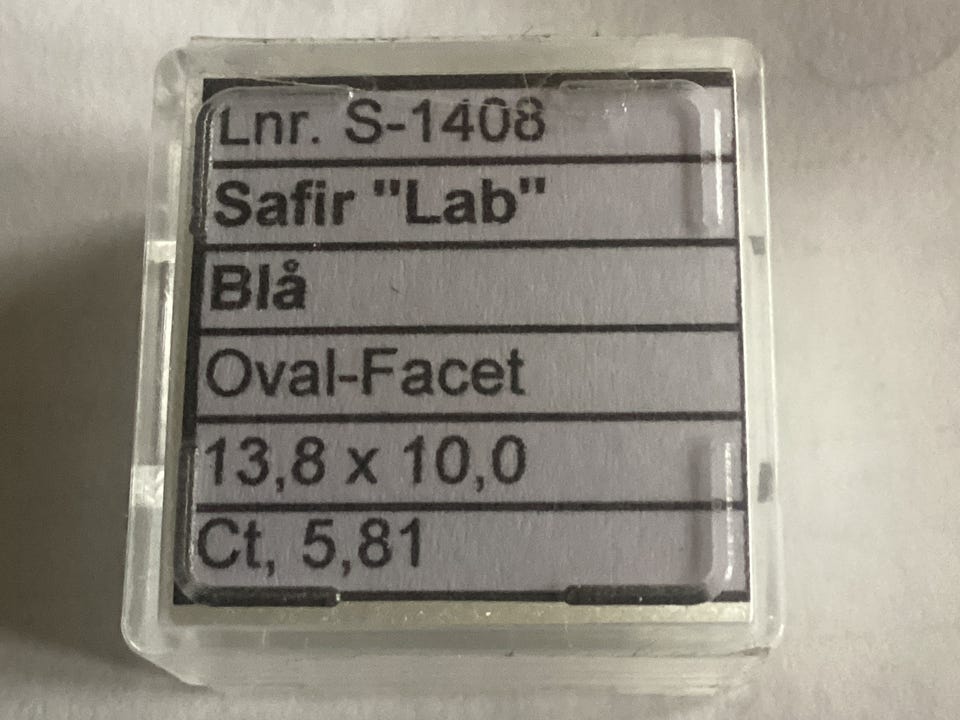 Lnr. S-1408
Safir "Lab"
Blå
Oval-Facet
13,8 x 10,0
Ct, 5,81